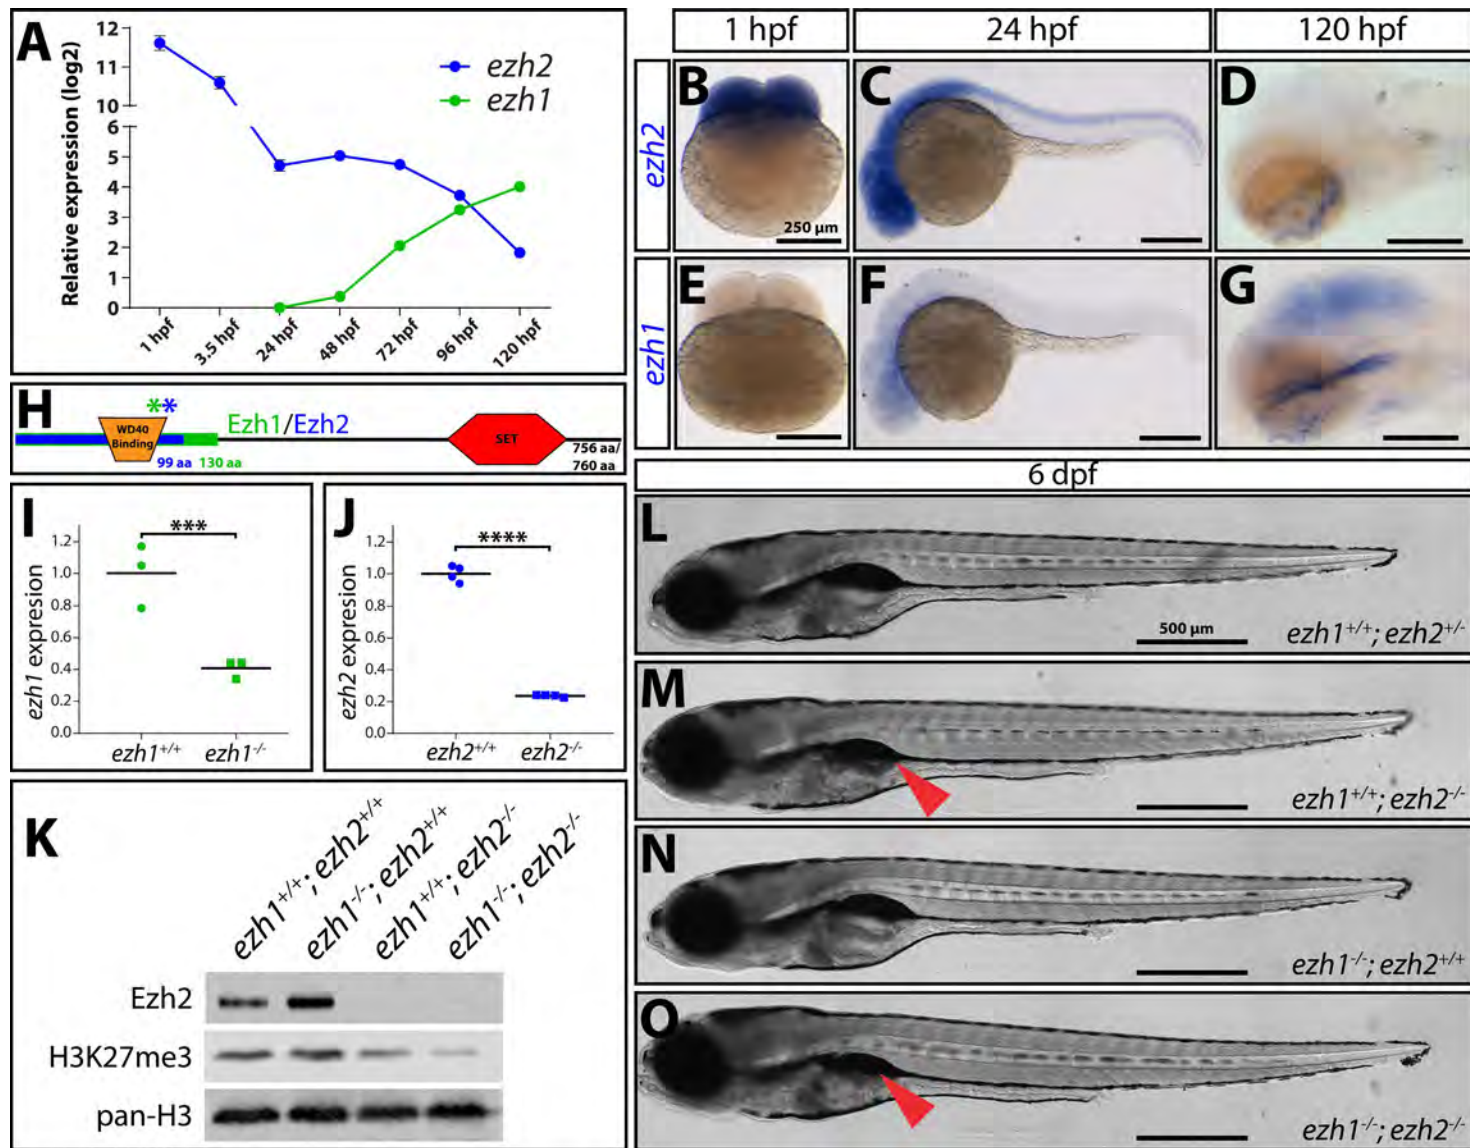 A
Relative expression (log2)
12
11
10
6
5
4
3
2
1
0
ezh2
ezh1
1 hpf
3.5 hpf
24 hpf
48 hpf
72 hpf
96 hpf
120 hpf
1 hpf
24 hpf
120 hpf
ezh2
B
250 µm
C
D
ezh1
E
F
G
H
**
WD40
Binding
Ezh1/Ezh2
SET
99 aa 130 aa
756 aa/
760 aa
I
ezh1 expresion
1.2
1.0
0.8
0.6
0.4
0.2
0.0
***
ezh1+/+ ezh1-/-
J
ezh2 expresion
1.2
1.0
0.8
0.6
0.4
0.2
0.0
****
ezh2+/+ ezh2-/-
K
ezh1+/+; ezh2+/+
ezh1-/-; ezh2+/+
ezh1+/+; ezh2-/-
ezh1-/-; ezh2-/-
Ezh2
H3K27me3
pan-H3
6 dpf
L
500 µm
ezh1+/+; ezh2+/-
M
ezh1+/+; ezh2-/-
N
ezh1-/-; ezh2+/+
O
ezh1-/-; ezh2-/-